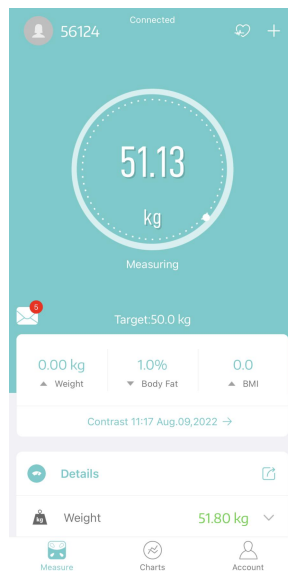 Connected
56124
51.13
kg
Measuring
5
Target:50.0 kg
0.00 kg 1.0% 0.0
Weight Body Fat BMI
Contrast 11:17 Aug.09,2022
Details
kg Weight 51.80 kg
Measure Charts Account